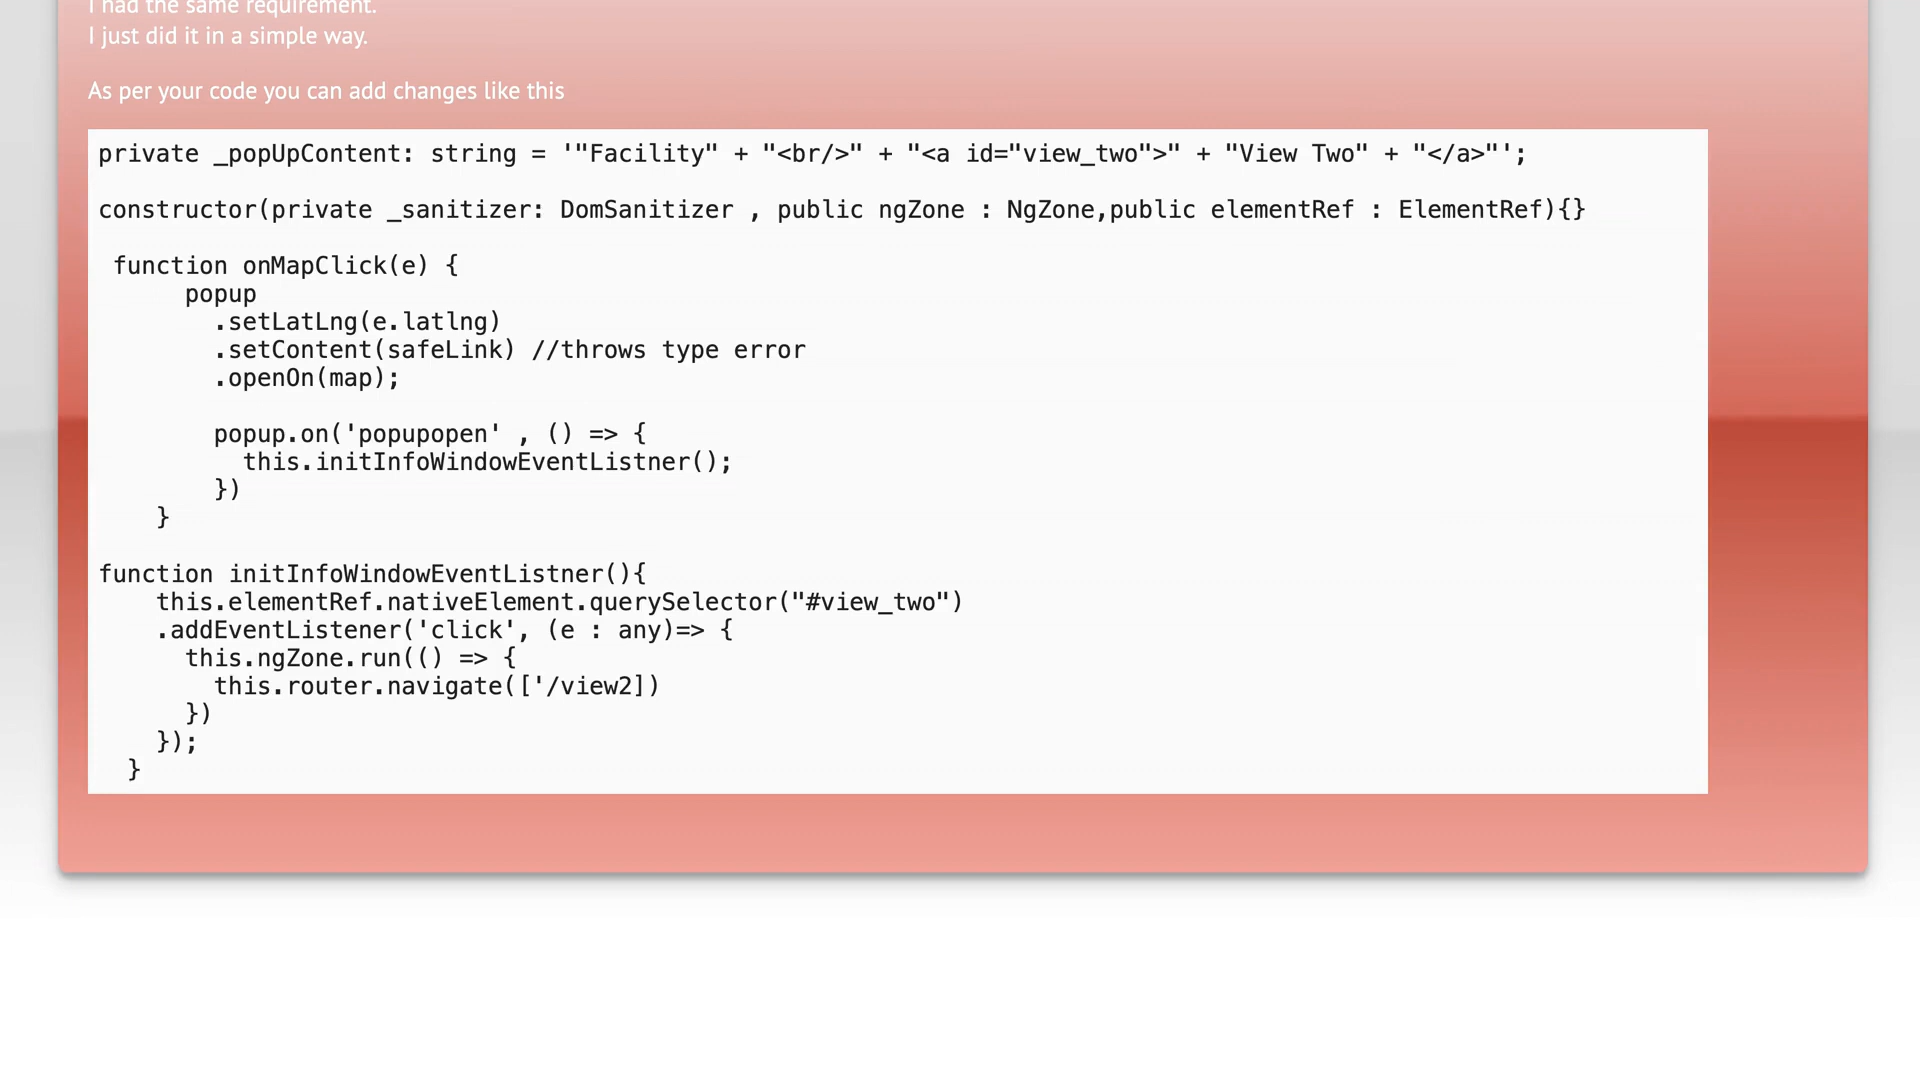 I had the same requirement.
I just did it in a simple way.
As per your code you can add changes like this
private _popUpContent: string = '"Facility" + "<br/>" + "<a id="view_two">" + "View Two" + "</a>"';
constructor(private _sanitizer: DomSanitizer , public ngZone : NgZone,public elementRef : ElementRef){}
function onMapClick(e) {
popup
.setLatLng(e.latlng)
.setContent(safeLink) //throws type error
.openOn(map);
popup.on('popupopen' , () => {
this.initInfoWindowEventListner();
})
}
function initInfoWindowEventListner(){
this.elementRef.nativeElement.querySelector("#view_two")
.addEventListener('click', (e : any)=> {
this.ngZone.run(() => {
this.router.navigate(['/view2])
})
});
}